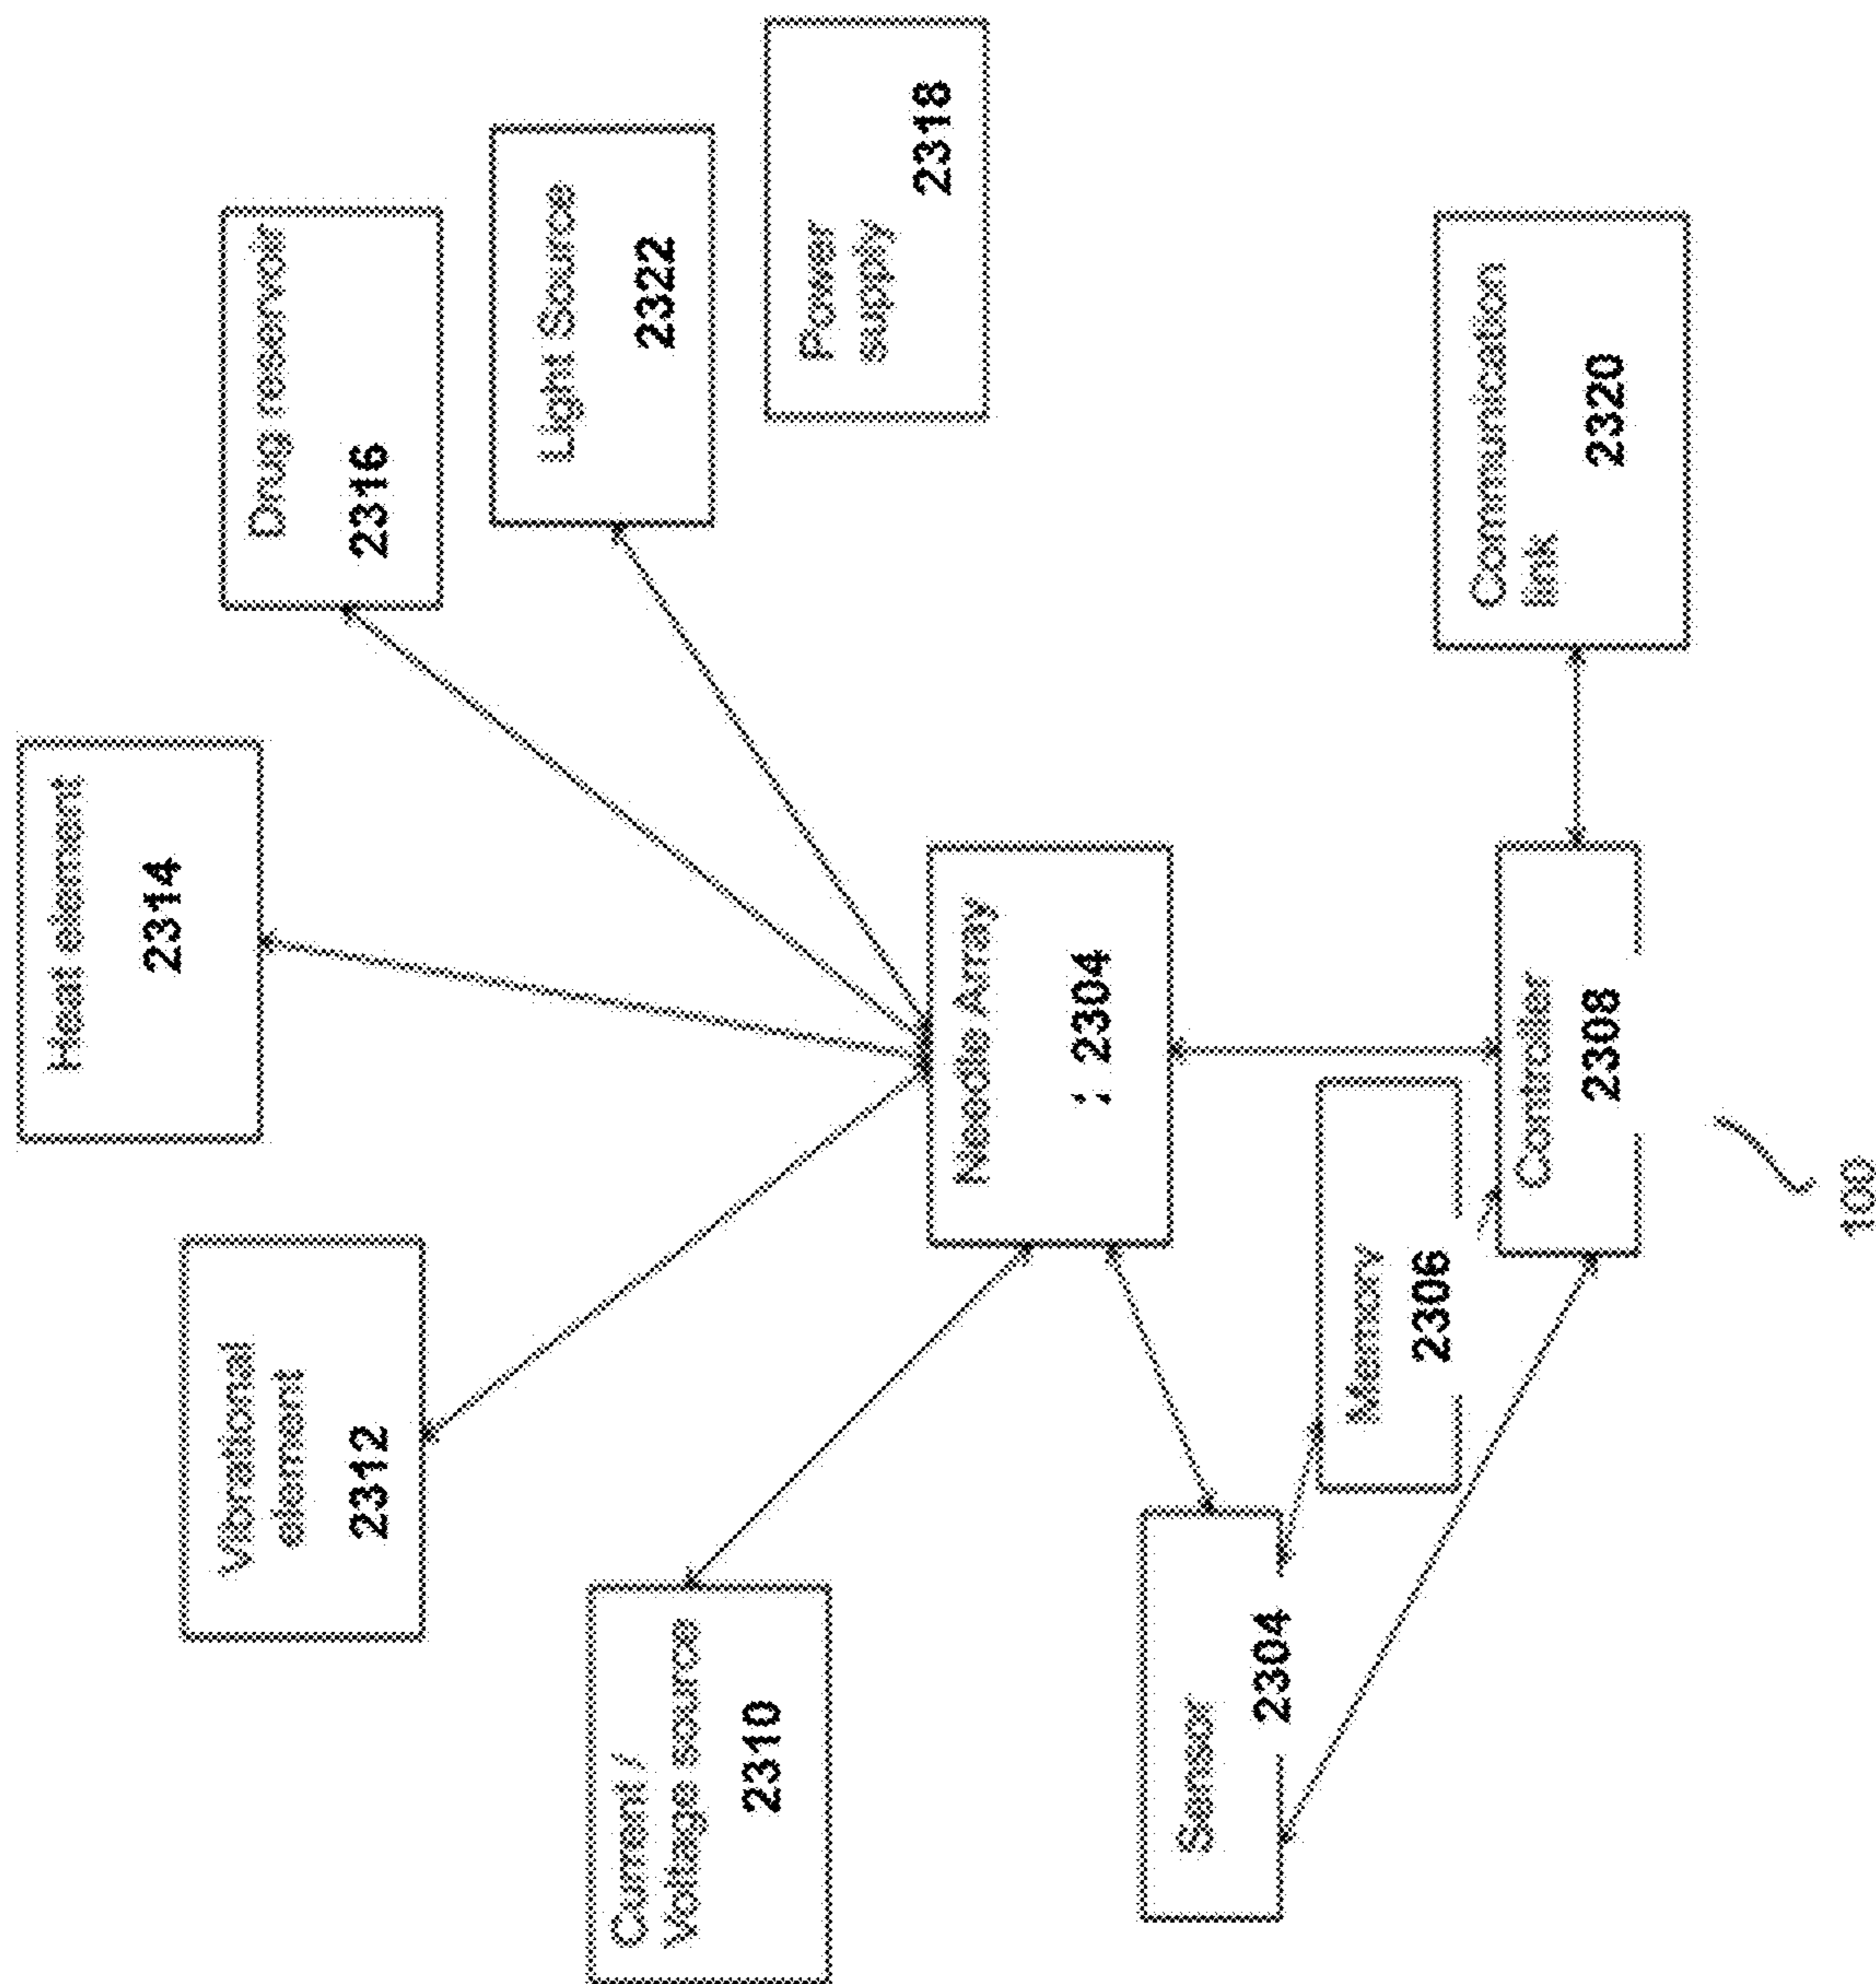 Current /
Voltage source
2310
Vibrational
element
2312
Heat element
2314
Drug reservoir
2316
Light Source
2322
Power
supply
2318
Needle Array
: 2304
Sensor
2304
Memory
2306
Controller
2308
Communication
link
2320
100